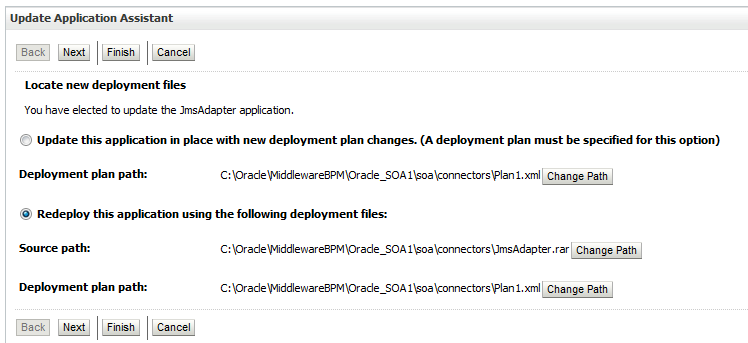 Update Application Assistant
Back Next Finish Cancel
Locate new deployment files
You have elected to update the JmsAdapter application.
Update this application in place with new deployment plan changes. (A deployment plan must be specified for this option)
Deployment plan path: C:\Oracle\MiddlewareBPM\Oracle_SOA1\soa\connectors\Plan1.xml Change Path
Redeploy this application using the following deployment files:
Source path: C:\Oracle\MiddlewareBPM\Oracle_SOA1\soa\connectors\JmsAdapter.rar Change Path
Deployment plan path: C:\Oracle\MiddlewareBPM\Oracle_SOA1\soa\connectors\Plan1.xml Change Path
Back Next Finish Cancel